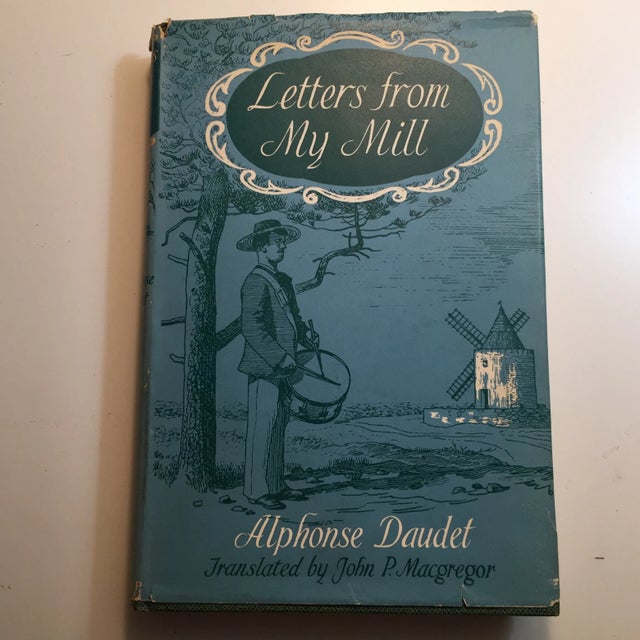 Letters from
My Mill
Alphonse Daudet
Translated by John P. Macgregor